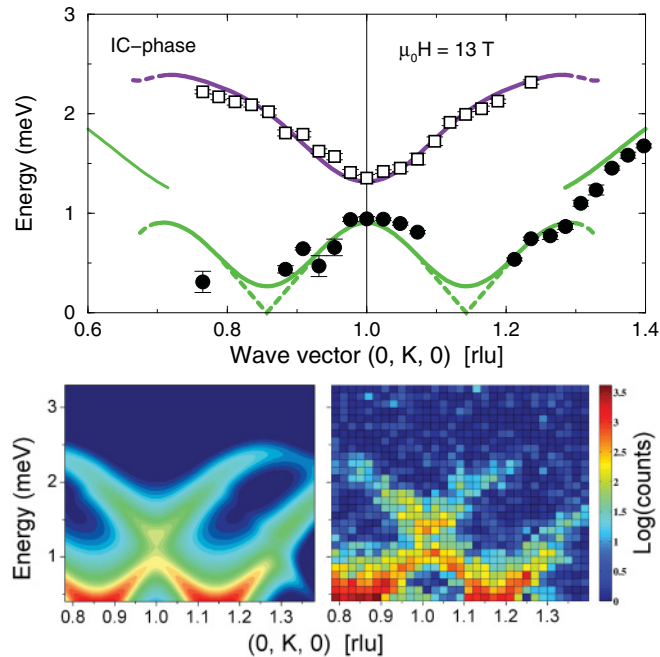 IC-phase
μ₀H = 13 T
Energy (meV)
3
2
1
0
0.6 0.8 1.0 1.2 1.4
Wave vector (0, K, 0) [rlu]
Energy (meV)
3
2
1
0.8 0.9 1.0 1.1 1.2 1.3
0.8 0.9 1.0 1.1 1.2 1.3
(0, K, 0) [rlu]
3.5
3
2.5
2
1.5
1
0.5
0
Log(counts)